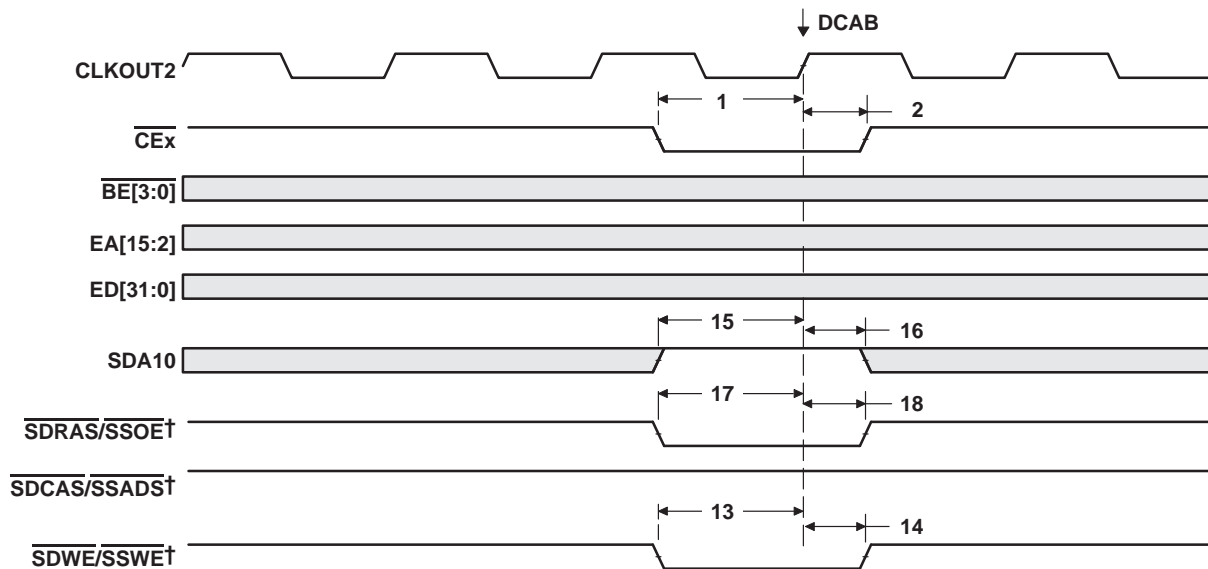 DCAB
CLKOUT2
1
2
CEx
BE[3:0]
EA[15:2]
ED[31:0]
15
16
SDA10
17
18
SDRAS/SSOE†
SDCAS/SSADS†
13
14
SDWE/SSWE†